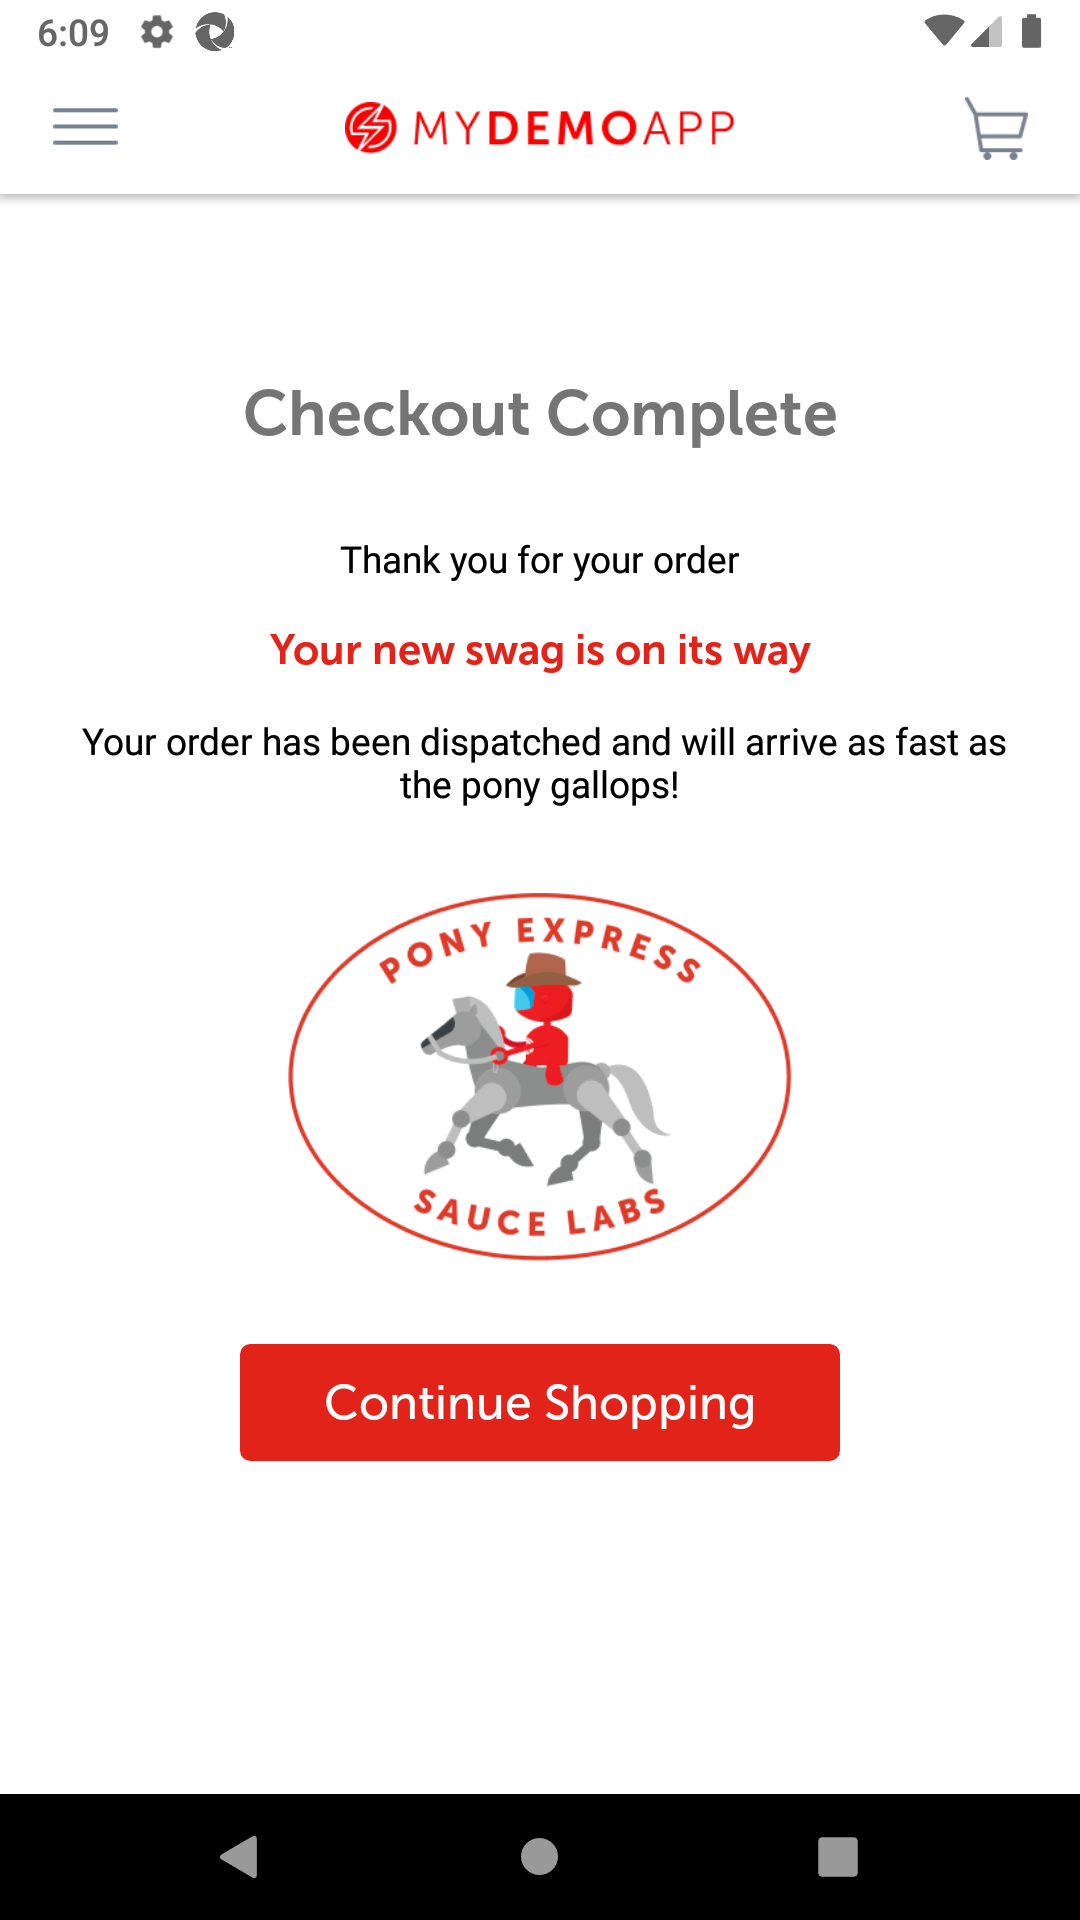 6:09
MYDEMOAPP
Checkout Complete
Thank you for your order
Your new swag is on its way
Your order has been dispatched and will arrive as fast as
the pony gallops!
PONY EXPRESS
SAUCE LABS
Continue Shopping